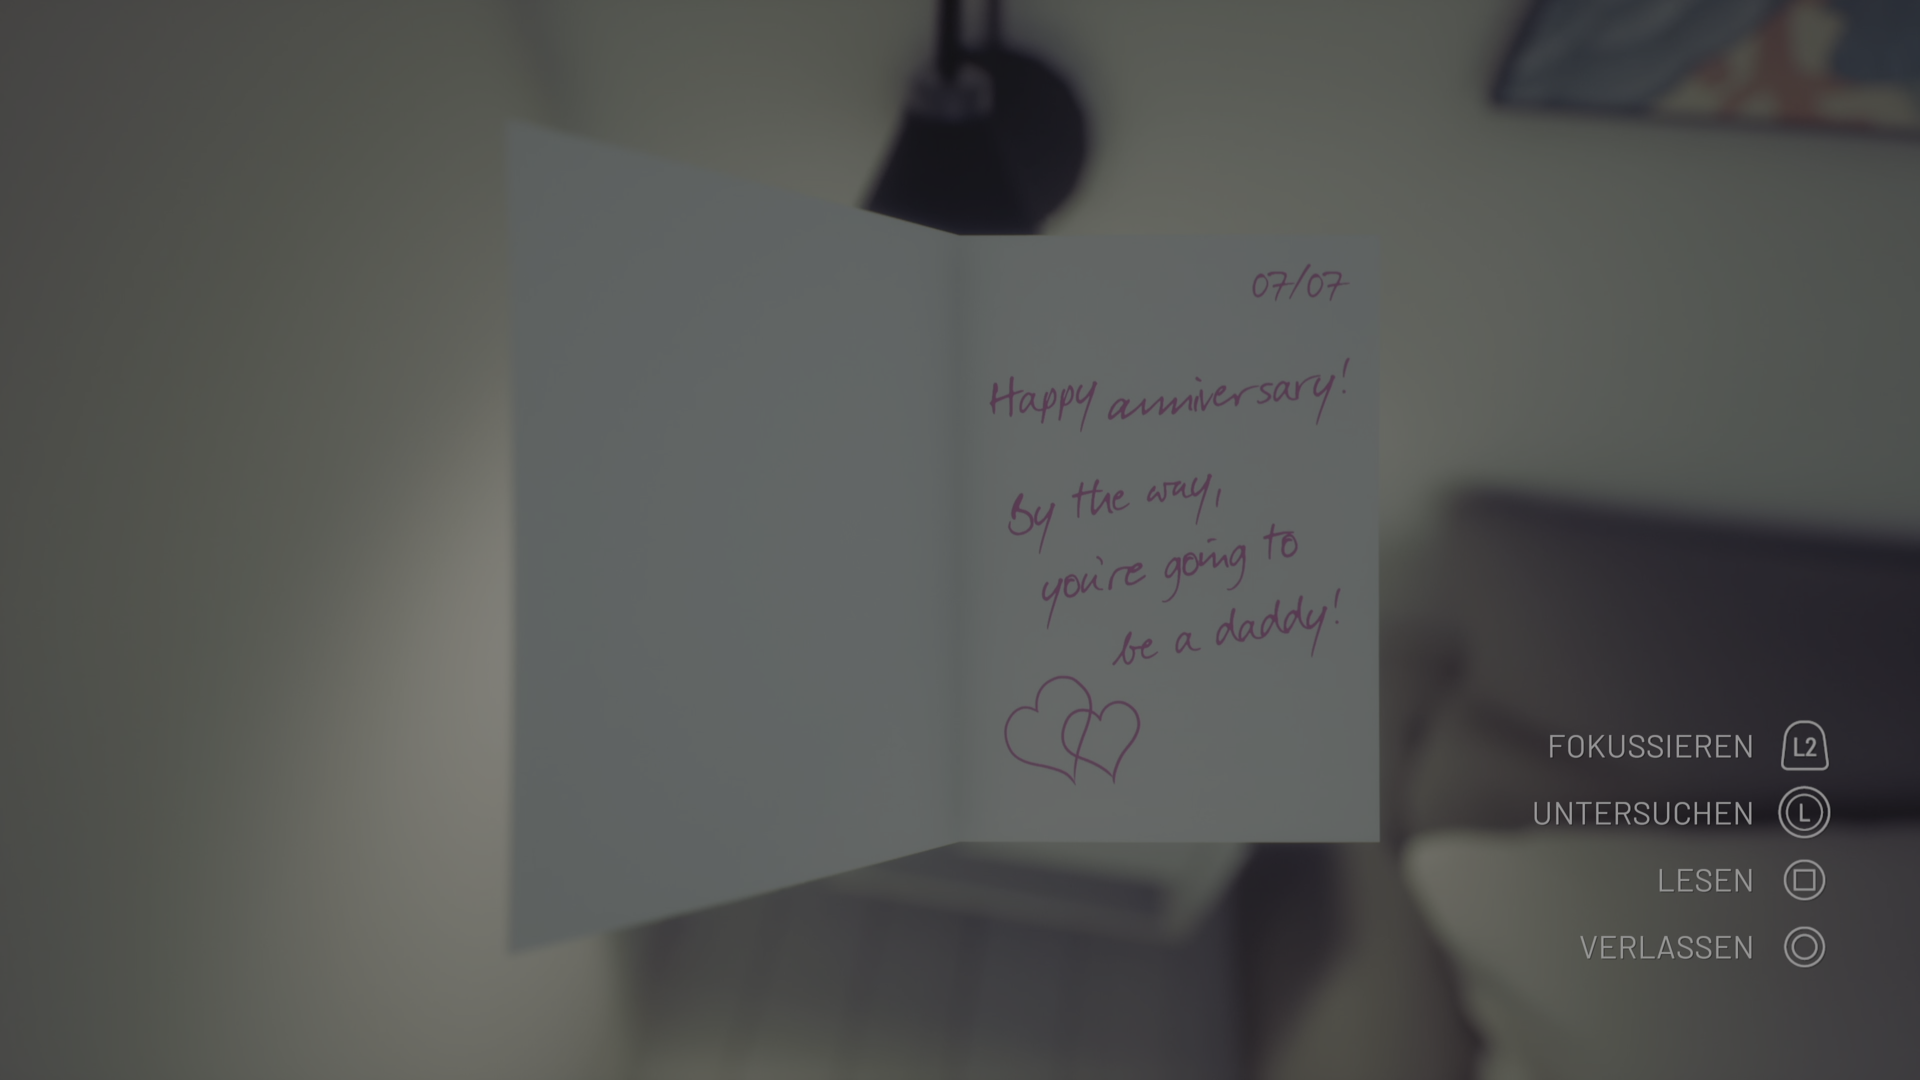 07/07
Happy anniversary!
By the way,
you're going to
be a daddy!
FOKUSSIEREN L2
UNTERSUCHEN L
LESEN
VERLASSEN